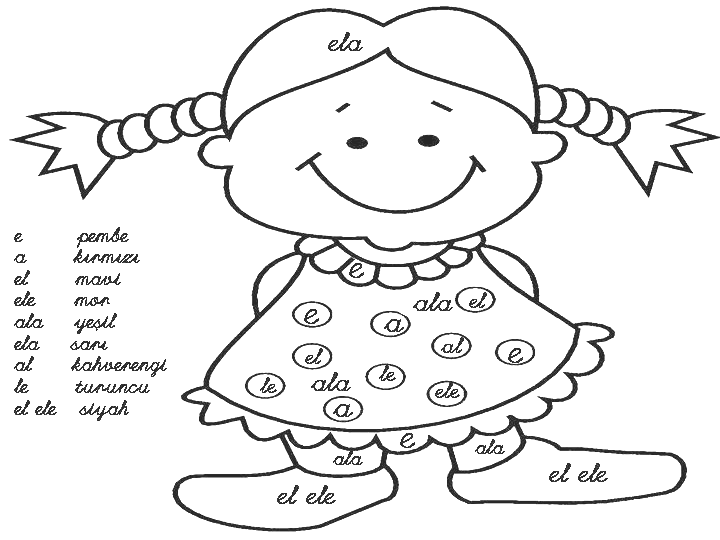 ela
e pembe
a kırmızı
el mavi
ele mor
ala yeşil
ela sarı
al kahverengi
le turuncu
el ele siyah
e
ala el
e
a
al
e
el
le
le
ala
ele
a
e
ala
ala
el ele
el ele